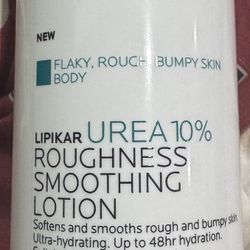 NEW
FLAKY, ROUGH, BUMPY SKIN
BODY
LIPIKAR UREA 10%
ROUGHNESS
SMOOTHING
LOTION
Softens and smooths rough and bumpy skin.
Ultra-hydrating. Up to 48hr hydration.